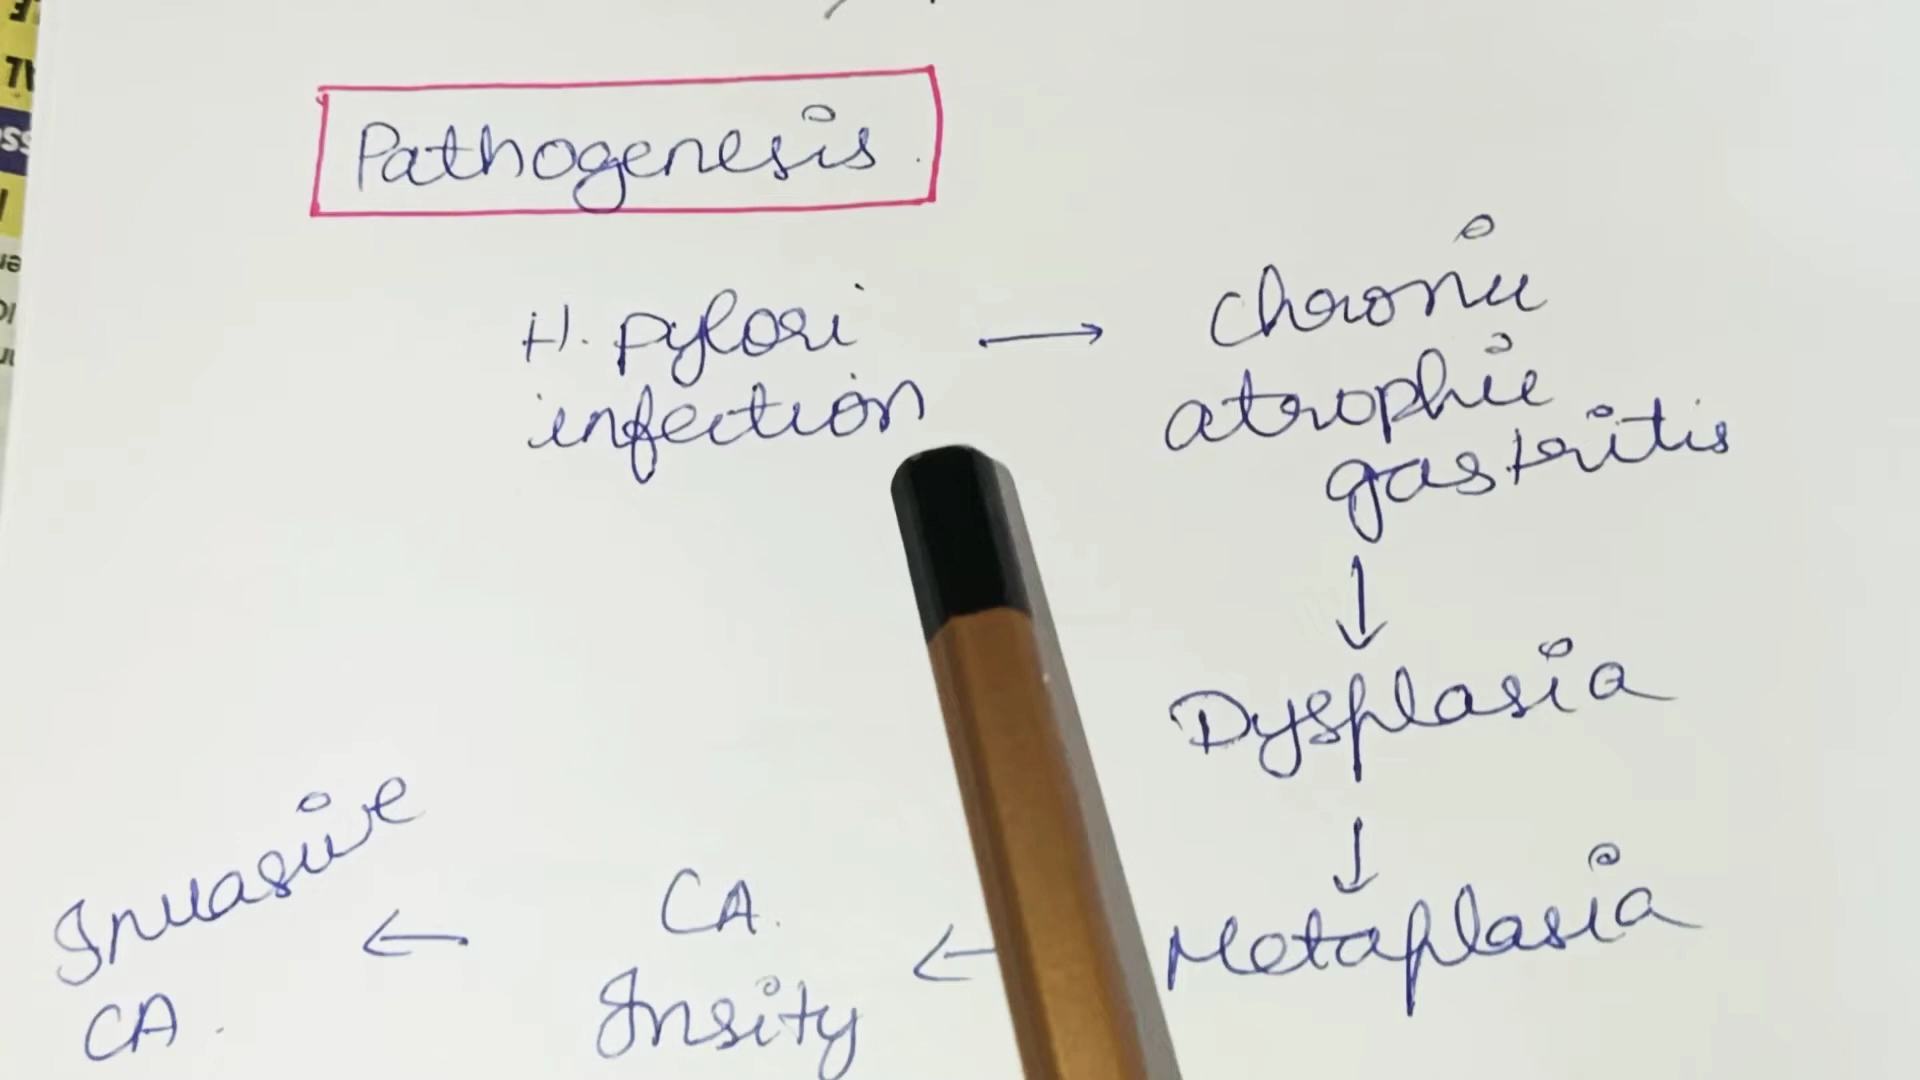 Pathogenesis.
H. pylori
infection
→
Chronic
atrophic
gastritis
↓
Dysplasia
↓
Metaplasia
←
CA.
Insity
←
Invasive
CA.